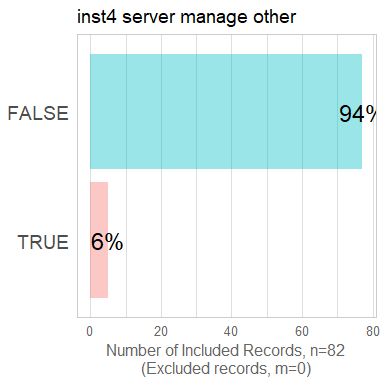 inst4 server manage other
FALSE
94%
TRUE
6%
0
20
40
60
80
Number of Included Records, n=82
(Excluded records, m=0)